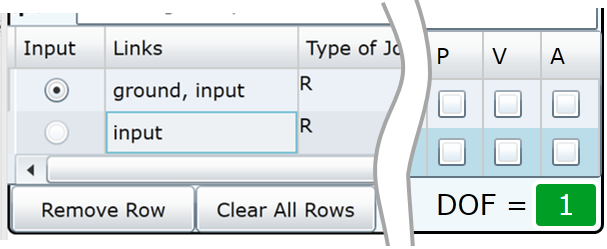 Input Links Type of Jo P V A
ground, input R
input R
Remove Row Clear All Rows DOF = 1